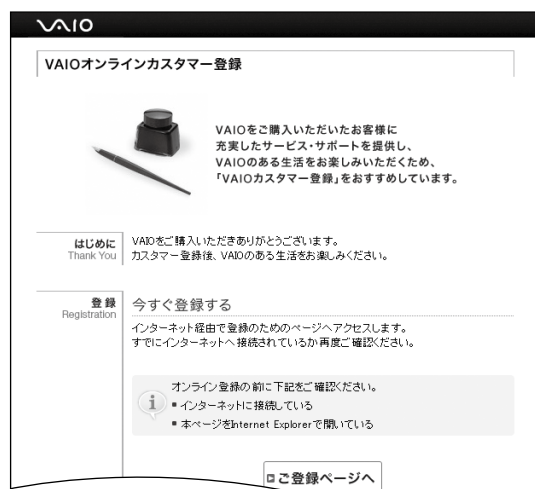 VAIO
VAIOオンラインカスタマー登録
VAIOをご購入いただいたお客様に
充実したサービス・サポートを提供し、
VAIOのある生活をお楽しみいただくため、
「VAIOカスタマー登録」をおすすめしています。
はじめに
Thank You
VAIOをご購入いただきありがとうございます。
カスタマー登録後、VAIOのある生活をお楽しみください。
登録
Registration
今すぐ登録する
インターネット経由で登録のためのページへアクセスします。
すでにインターネットへ接続されているか再度ご確認ください。
オンライン登録の前に下記をご確認ください。
■ インターネットに接続している
■ 本ページをInternet Explorerで開いている
ご登録ページへ